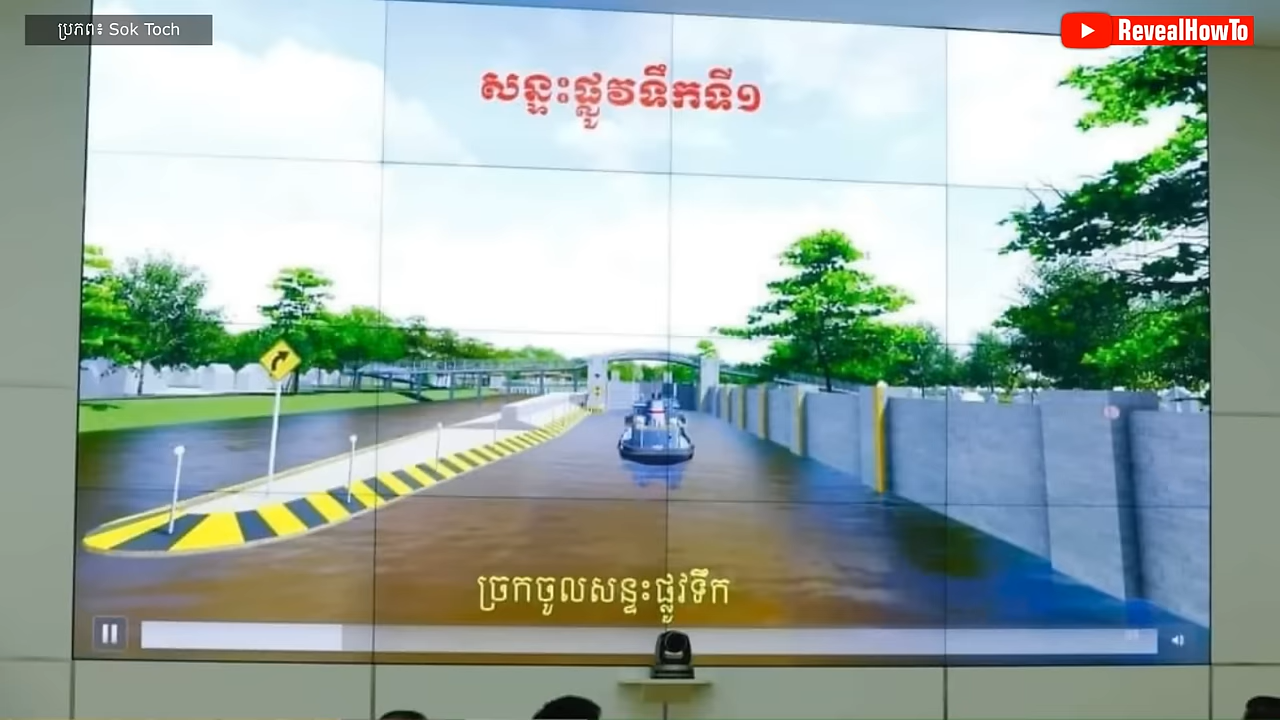 ប្រភព៖ Sok Toch
RevealHowTo
សន្ទះផ្លូវទឹកទី១
ច្រកចូលសន្ទះផ្លូវទឹក